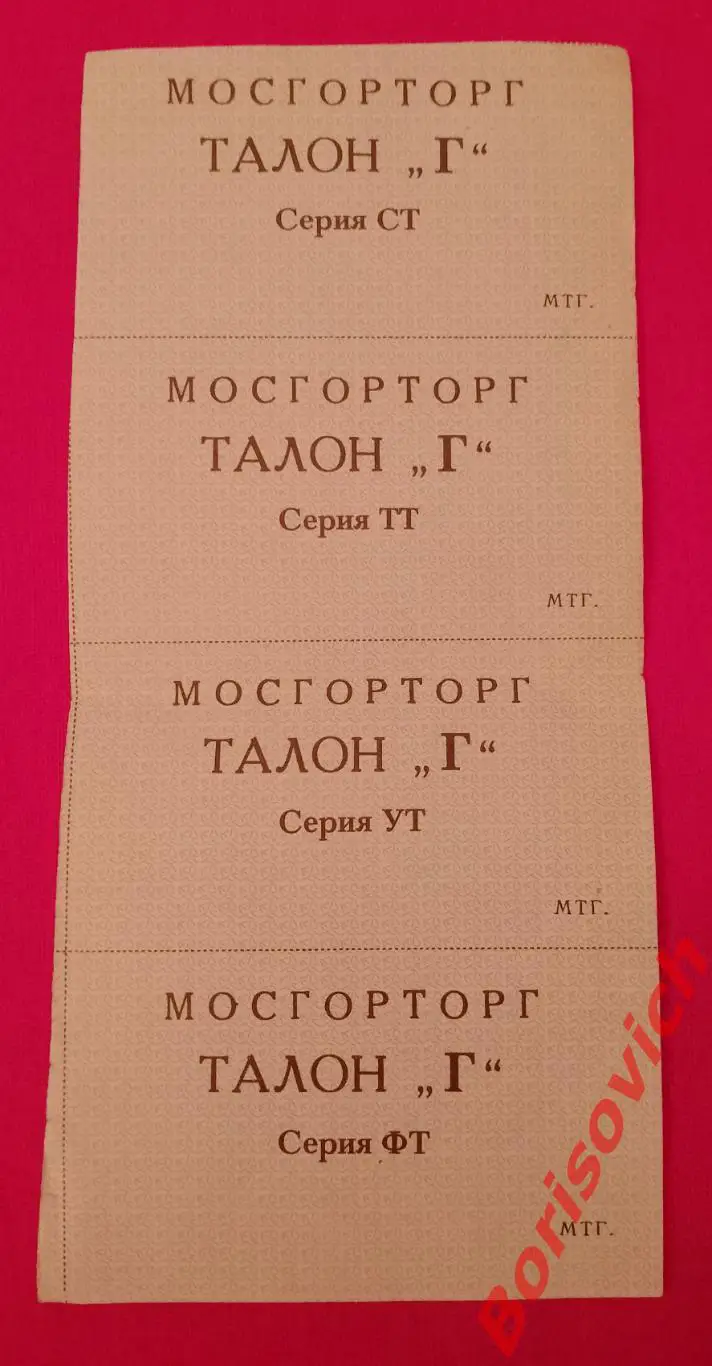 МОСГОРТОРГ
ТАЛОН „Г“
Серия СТ
МТГ.
МОСГОРТОРГ
ТАЛОН „Г“
Серия ТТ
МТГ.
МОСГОРТОРГ
ТАЛОН „Г“
Серия УТ
МТГ.
МОСГОРТОРГ
ТАЛОН „Г“
Серия ФТ
МТГ.
Borisovich